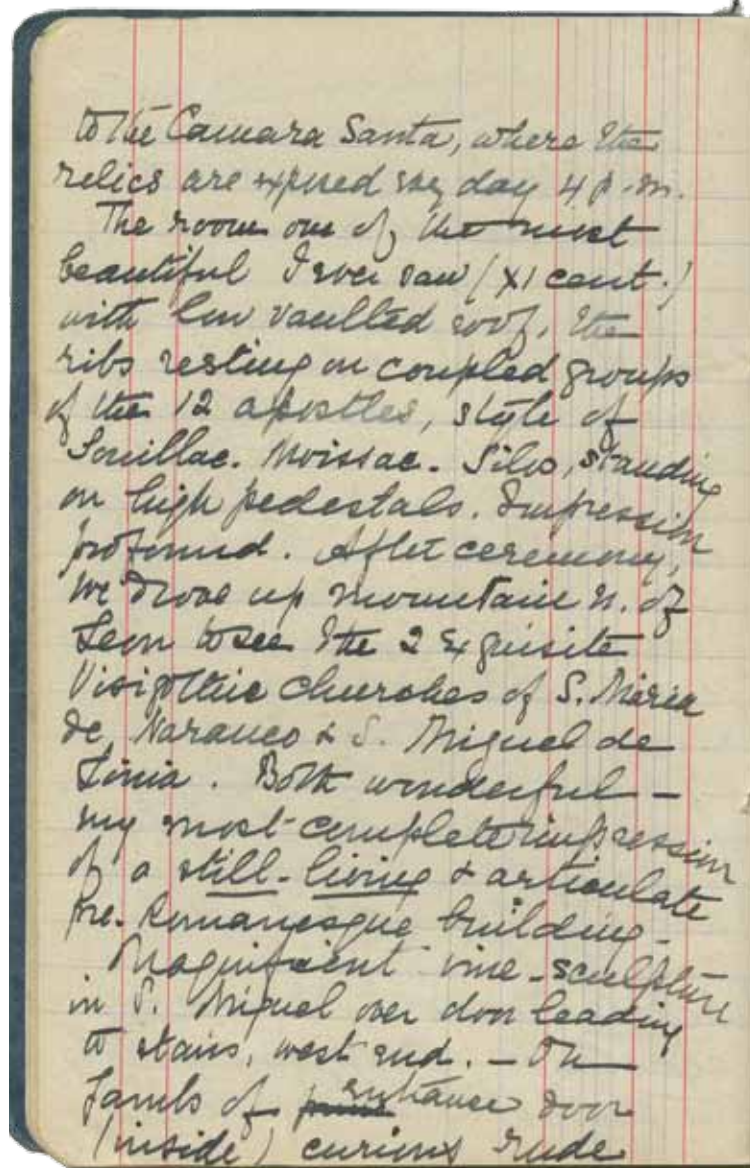 to the Camara Santa, where the
relics are exposed every day 4 p.m.
The room one of the most
beautiful I ever saw (XI cent.)
with low vaulted roof, the
ribs resting on coupled groups
of the 12 apostles, style of
Souillac. Moissac. Silos, standing
on high pedestals. Impression
profound. After ceremony,
we drove up mountain n. of
Leon to see the 2 exquisite
Visigothic churches of S. Maria
de Naranco & S. Miguel de
Linia. Both wonderful –
my most complete impression
of a still-living & articulate
pre-Romanesque building.
Magnificent vine-sculpture
in S. Miguel over door leading
to stairs, west end. – On
jambs of entrance door
(inside) curious rude